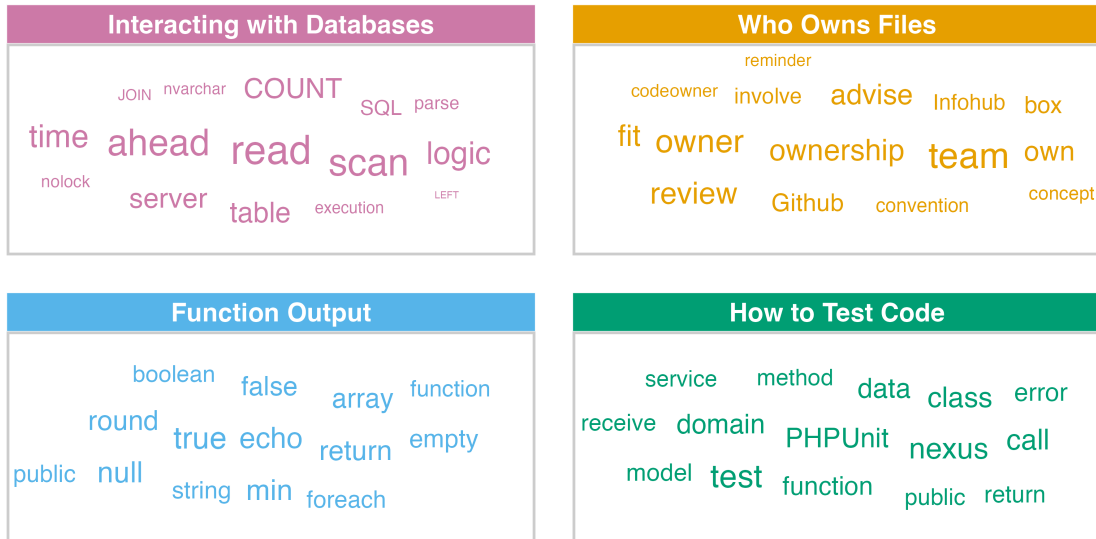 Interacting with Databases
JOIN nvarchar COUNT SQL parse
time ahead read scan logic
nolock server table execution LEFT
Who Owns Files
reminder
codeowner involve advise Infohub box
fit owner ownership team own
review Github convention concept
Function Output
boolean false array function
round true echo return empty
public null string min foreach
How to Test Code
service method data class error
receive domain PHPUnit nexus call
model test function public return